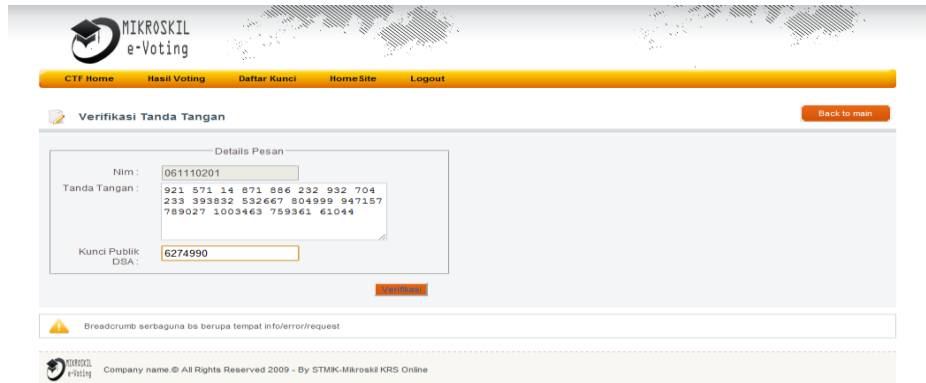 MIKROSKIL
e-Voting
CTF Home Hasil Voting Daftar Kunci HomeSite Logout
Verifikasi Tanda Tangan
Back to main
Details Pesan
Nim : 061110201
Tanda Tangan : 921 571 14 871 886 232 932 704
233 393832 532667 804999 947157
789027 1003463 759361 61044
Kunci Publik
DSA : 6274990
Verifikasi
Breadcrumb serbaguna bs berupa tempat info/error/request
MIKROSKIL
e-Voting
Company name.© All Rights Reserved 2009 - By STMIK-Mikroskil KRS Online